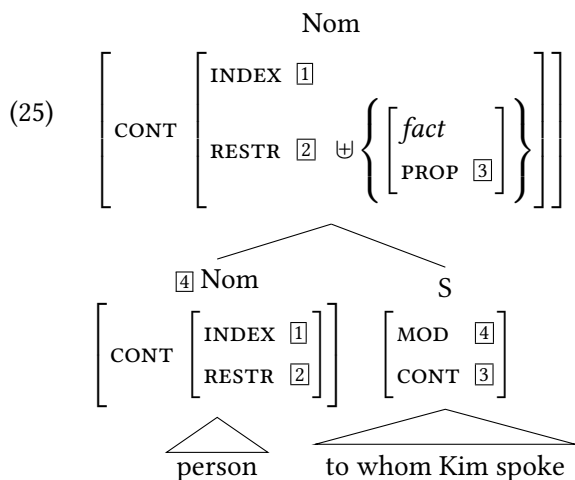 Nom
(25)
INDEX 1
CONT
RESTR 2 ⊎ { fact
PROP 3 }
4 Nom
S
INDEX 1
CONT
RESTR 2
MOD 4
CONT 3
person
to whom Kim spoke